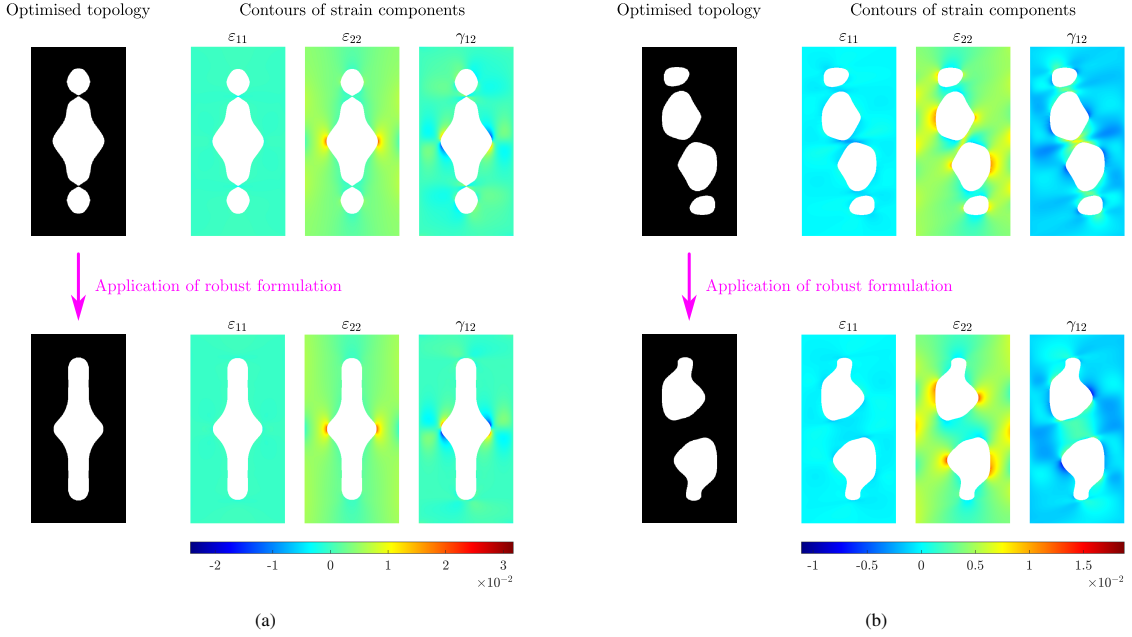 Optimised topology
Contours of strain components
ε₁₁ ε₂₂ γ₁₂
Application of robust formulation
ε₁₁ ε₂₂ γ₁₂
-2 -1 0 1 2 3
×10⁻²
(a)
Optimised topology
Contours of strain components
ε₁₁ ε₂₂ γ₁₂
Application of robust formulation
ε₁₁ ε₂₂ γ₁₂
-1 -0.5 0 0.5 1 1.5
×10⁻²
(b)